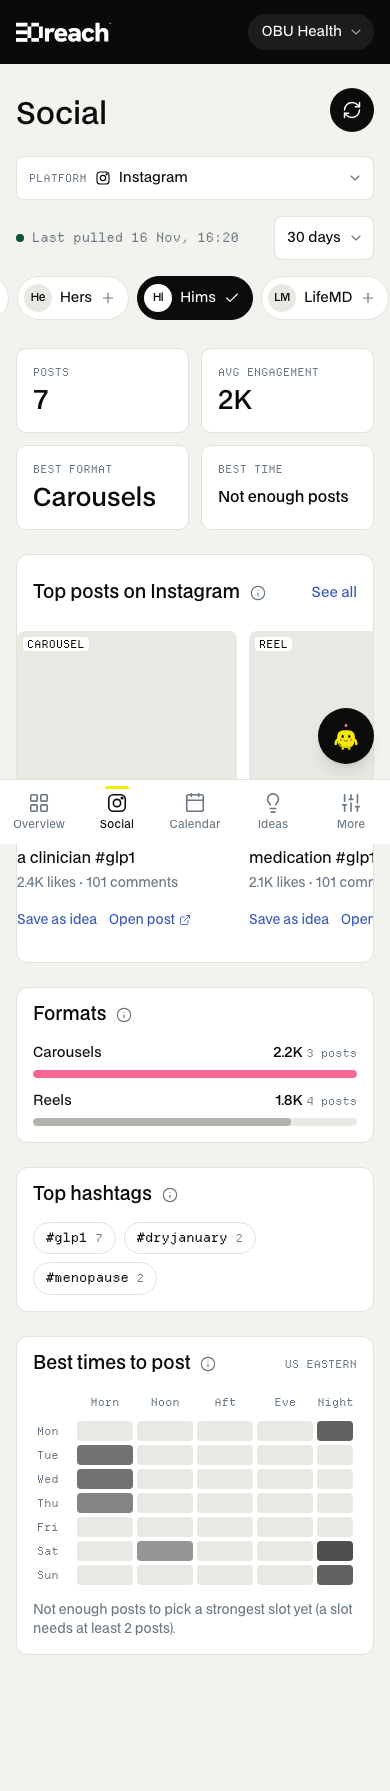 EOreach
OBU Health
Social
PLATFORM Instagram
Last pulled 16 Nov, 16:20
30 days
He Hers
Hi Hims
LM LifeMD
POSTS
7
AVG ENGAGEMENT
2K
BEST FORMAT
Carousels
BEST TIME
Not enough posts
Top posts on Instagram
See all
CAROUSEL
REEL
Overview
Social
Calendar
Ideas
More
a clinician #glp1
medication #glp1
2.4K likes · 101 comments
2.1K likes · 101 comm
Save as idea Open post
Save as idea Open
Formats
Carousels 2.2K 3 posts
Reels 1.8K 4 posts
Top hashtags
#glp1 7
#dryjanuary 2
#menopause 2
Best times to post
US EASTERN
Morn Noon Aft Eve Night
Mon
Tue
Wed
Thu
Fri
Sat
Sun
Not enough posts to pick a strongest slot yet (a slot
needs at least 2 posts).